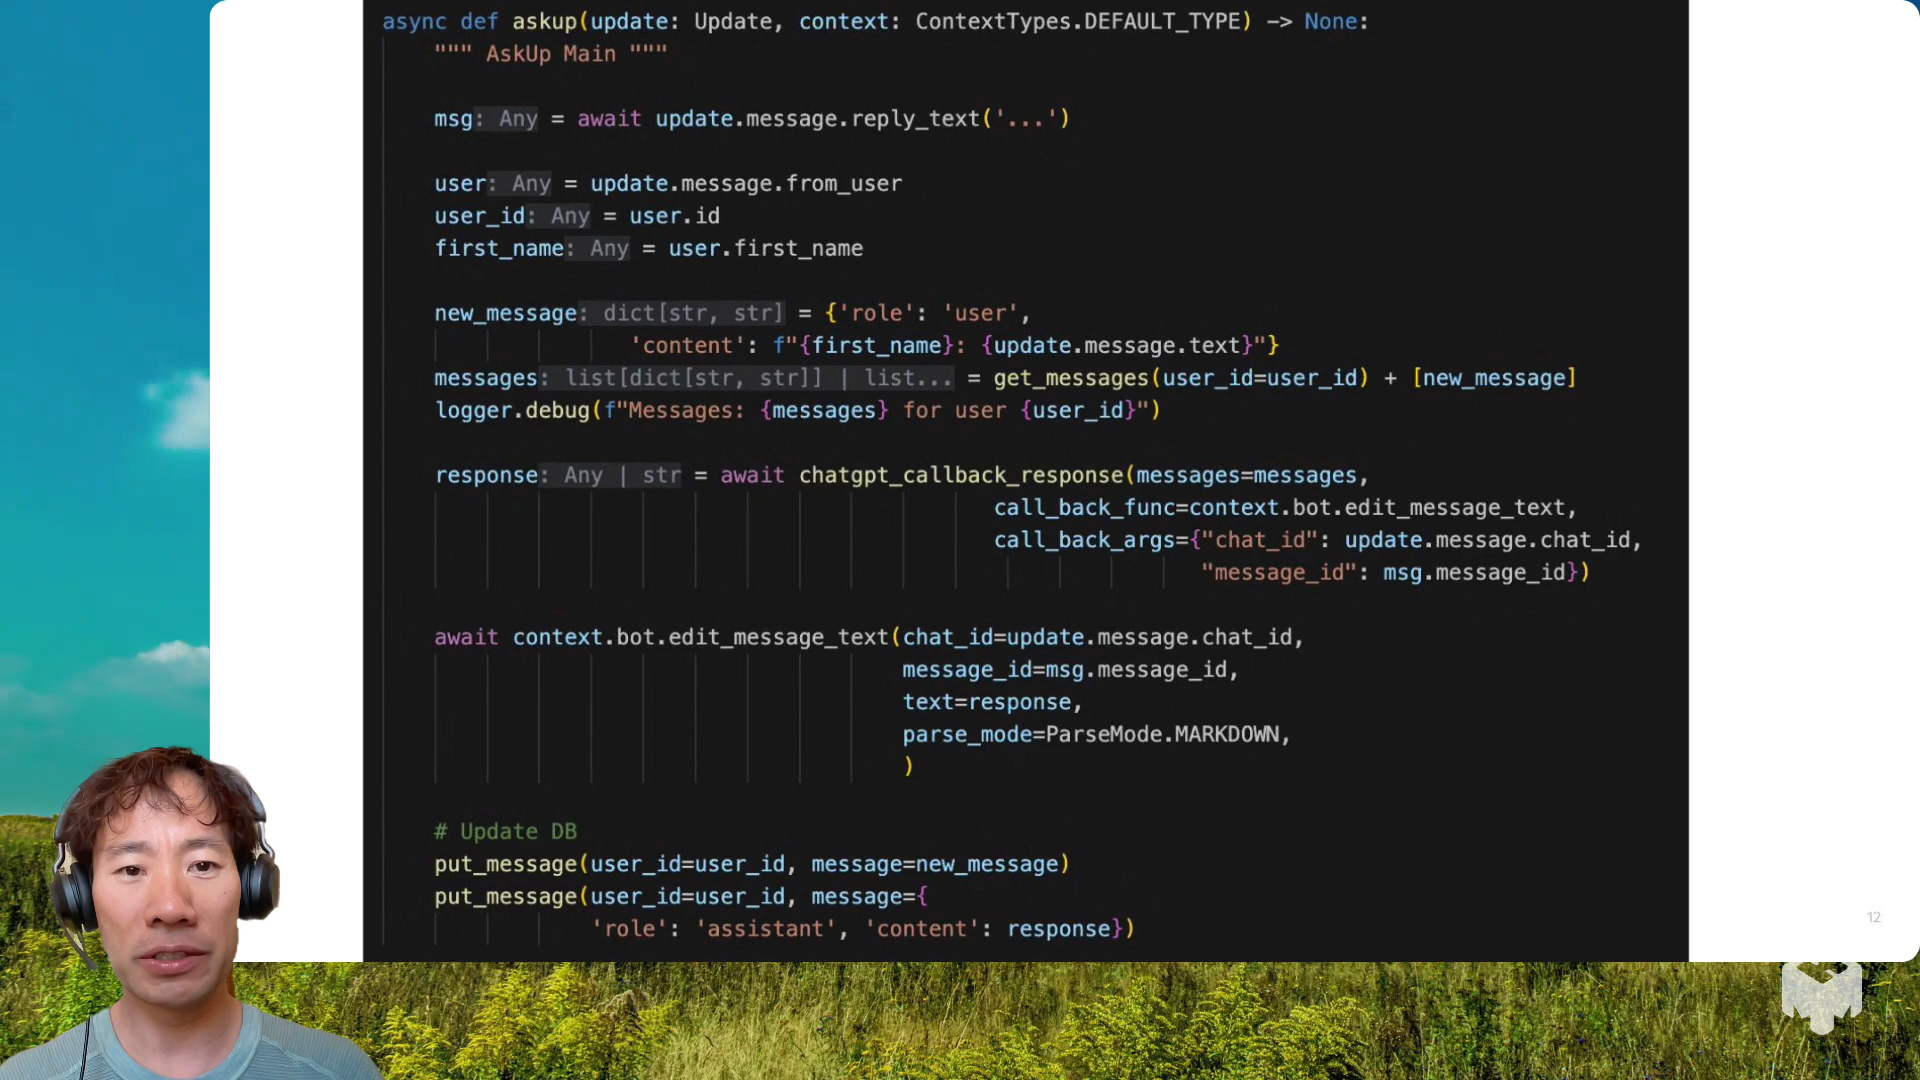 async def askup(update: Update, context: ContextTypes.DEFAULT_TYPE) -> None:
""" AskUp Main """
msg: Any = await update.message.reply_text('...')
user: Any = update.message.from_user
user_id: Any = user.id
first_name: Any = user.first_name
new_message: dict[str, str] = {'role': 'user',
'content': f"{first_name}: {update.message.text}"}
messages: list[dict[str, str]] | list... = get_messages(user_id=user_id) + [new_message]
logger.debug(f"Messages: {messages} for user {user_id}")
response: Any | str = await chatgpt_callback_response(messages=messages,
call_back_func=context.bot.edit_message_text,
call_back_args={"chat_id": update.message.chat_id,
"message_id": msg.message_id})
await context.bot.edit_message_text(chat_id=update.message.chat_id,
message_id=msg.message_id,
text=response,
parse_mode=ParseMode.MARKDOWN,
)
# Update DB
put_message(user_id=user_id, message=new_message)
put_message(user_id=user_id, message={
'role': 'assistant', 'content': response})
12